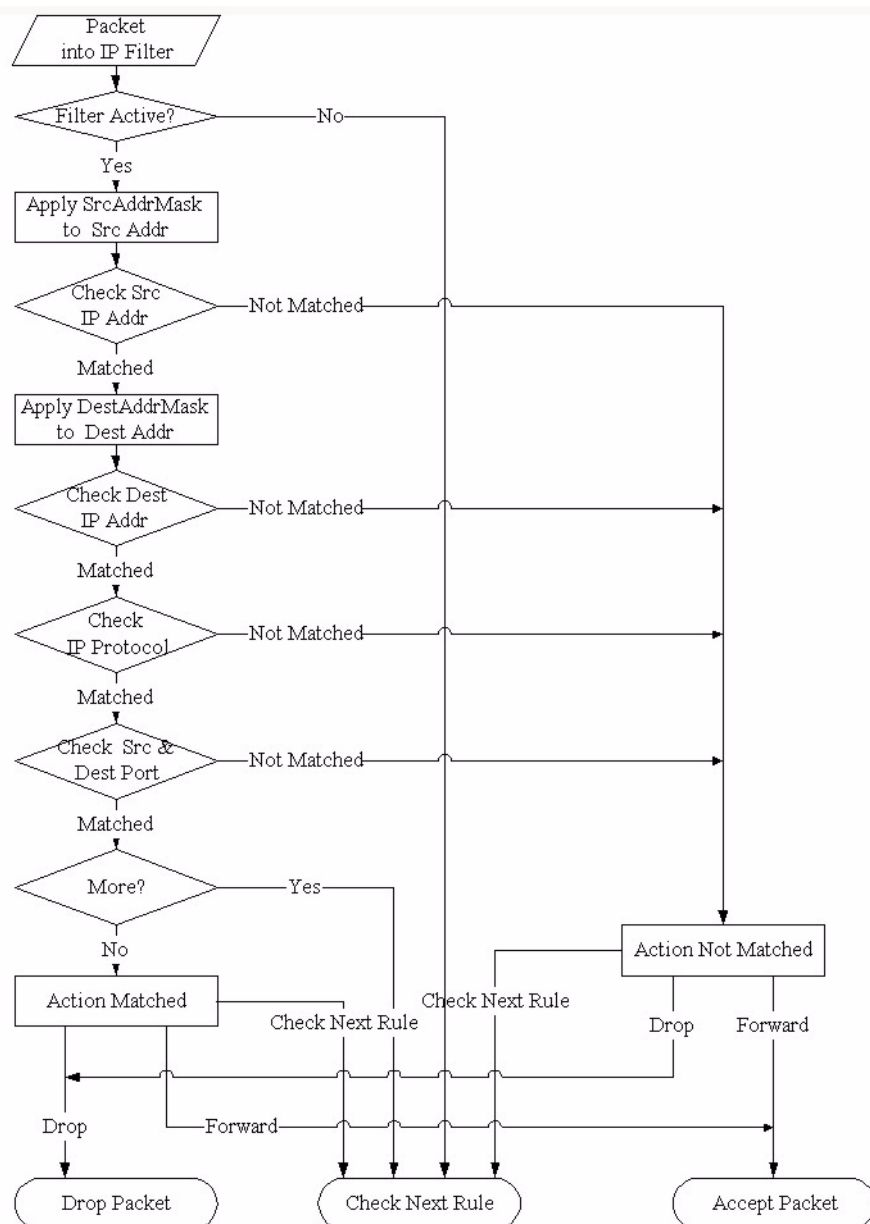 Packet
into IP Filter
Filter Active?
No
Yes
Apply SrcAddrMask
to Src Addr
Check Src
IP Addr
Not Matched
Matched
Apply DestAddrMask
to Dest Addr
Check Dest
IP Addr
Not Matched
Matched
Check
IP Protocol
Not Matched
Matched
Check Src &
Dest Port
Not Matched
Matched
More?
Yes
No
Action Not Matched
Action Matched
Check Next Rule
Check Next Rule
Drop
Forward
Drop
Forward
Drop Packet
Check Next Rule
Accept Packet